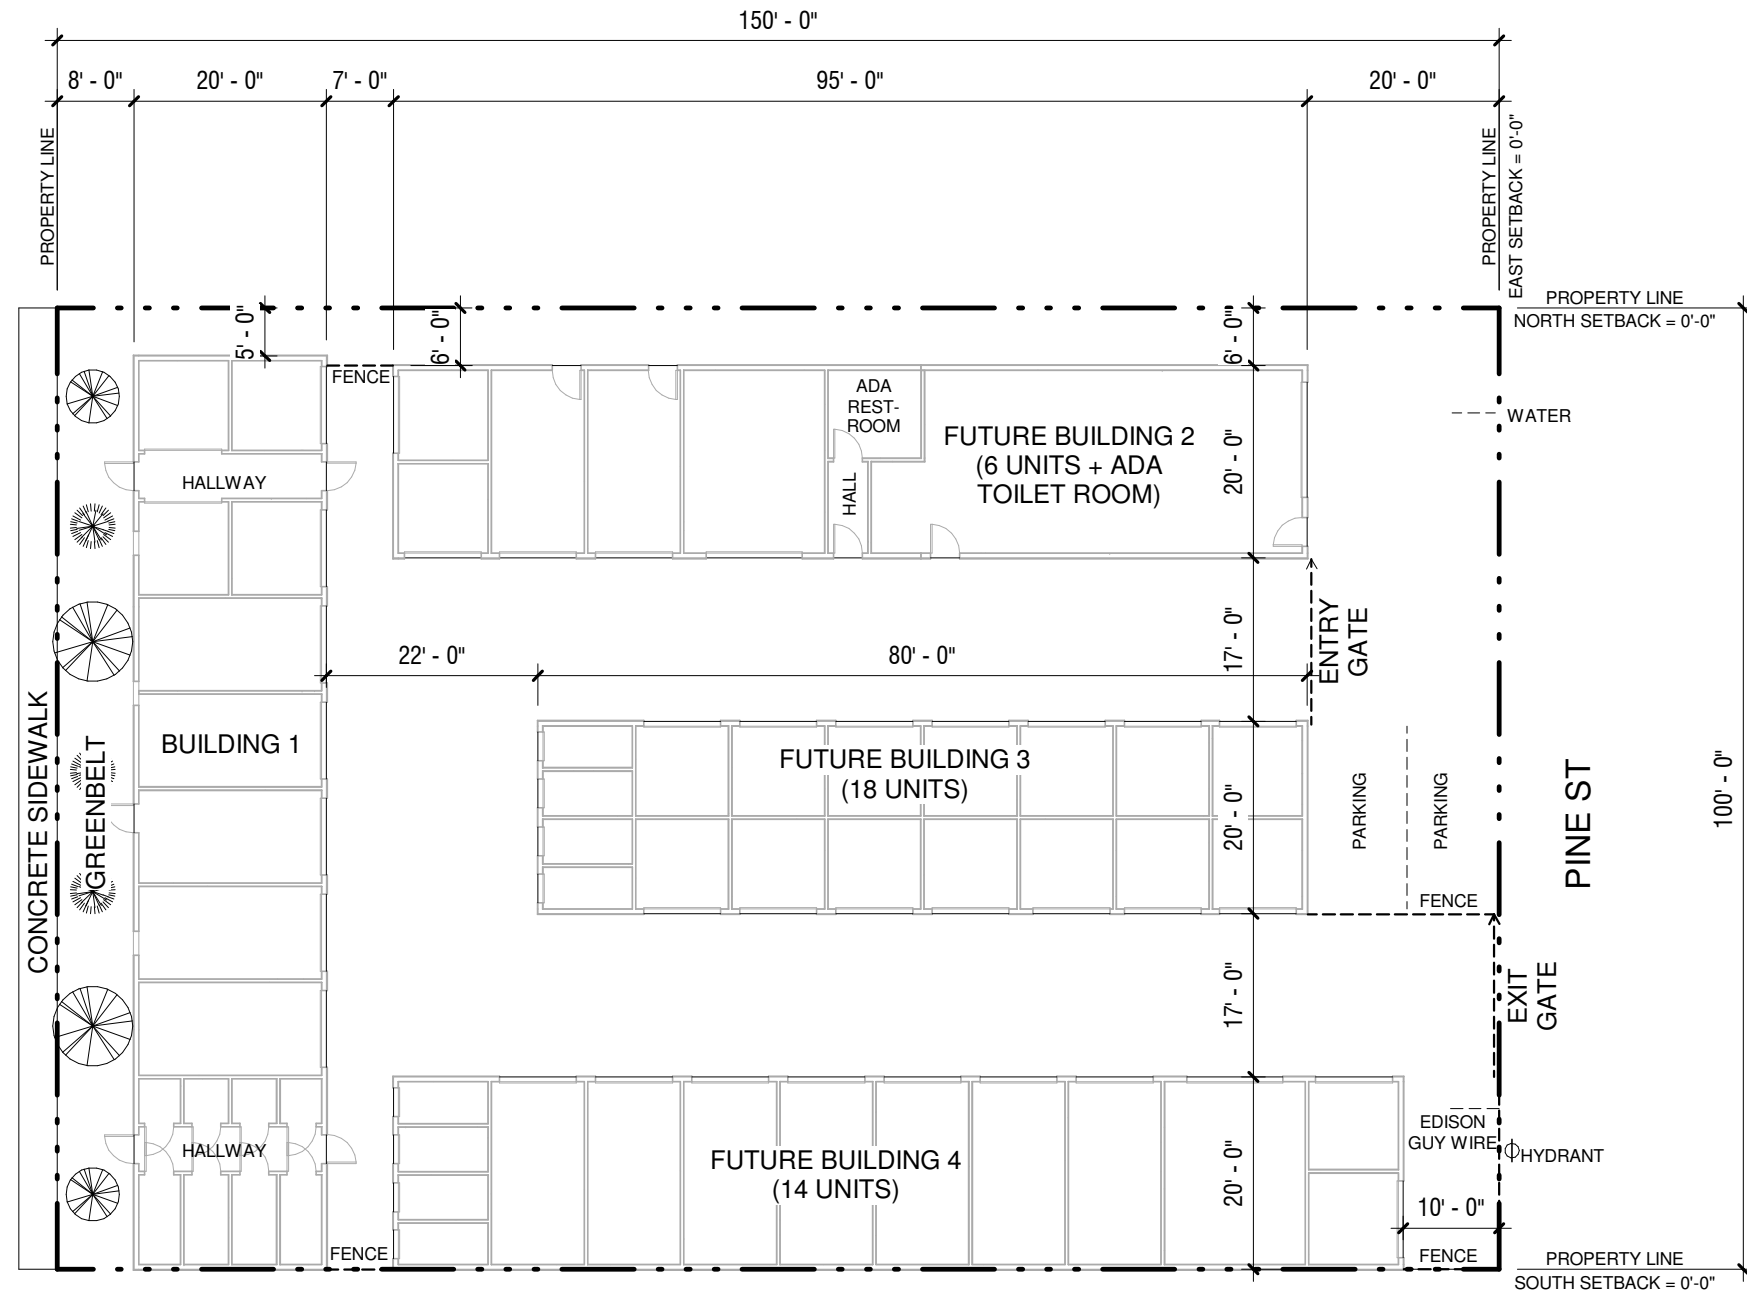 150' - 0"
8' - 0"
20' - 0"
7' - 0"
95' - 0"
20' - 0"
PROPERTY LINE
PROPERTY LINE
EAST SETBACK = 0'-0"
PROPERTY LINE
NORTH SETBACK = 0'-0"
5' - 0"
6' - 0"
6' - 0"
FENCE
ADA
REST-
ROOM
WATER
FUTURE BUILDING 2
(6 UNITS + ADA
TOILET ROOM)
20' - 0"
HALLWAY
HALL
ENTRY
GATE
17' - 0"
22' - 0"
80' - 0"
CONCRETE SIDEWALK
GREENBELT
BUILDING 1
FUTURE BUILDING 3
(18 UNITS)
20' - 0"
PARKING
PARKING
PINE ST
100' - 0"
FENCE
17' - 0"
EXIT
GATE
EDISON
GUY WIRE
HYDRANT
HALLWAY
FUTURE BUILDING 4
(14 UNITS)
20' - 0"
10' - 0"
FENCE
FENCE
PROPERTY LINE
SOUTH SETBACK = 0'-0"